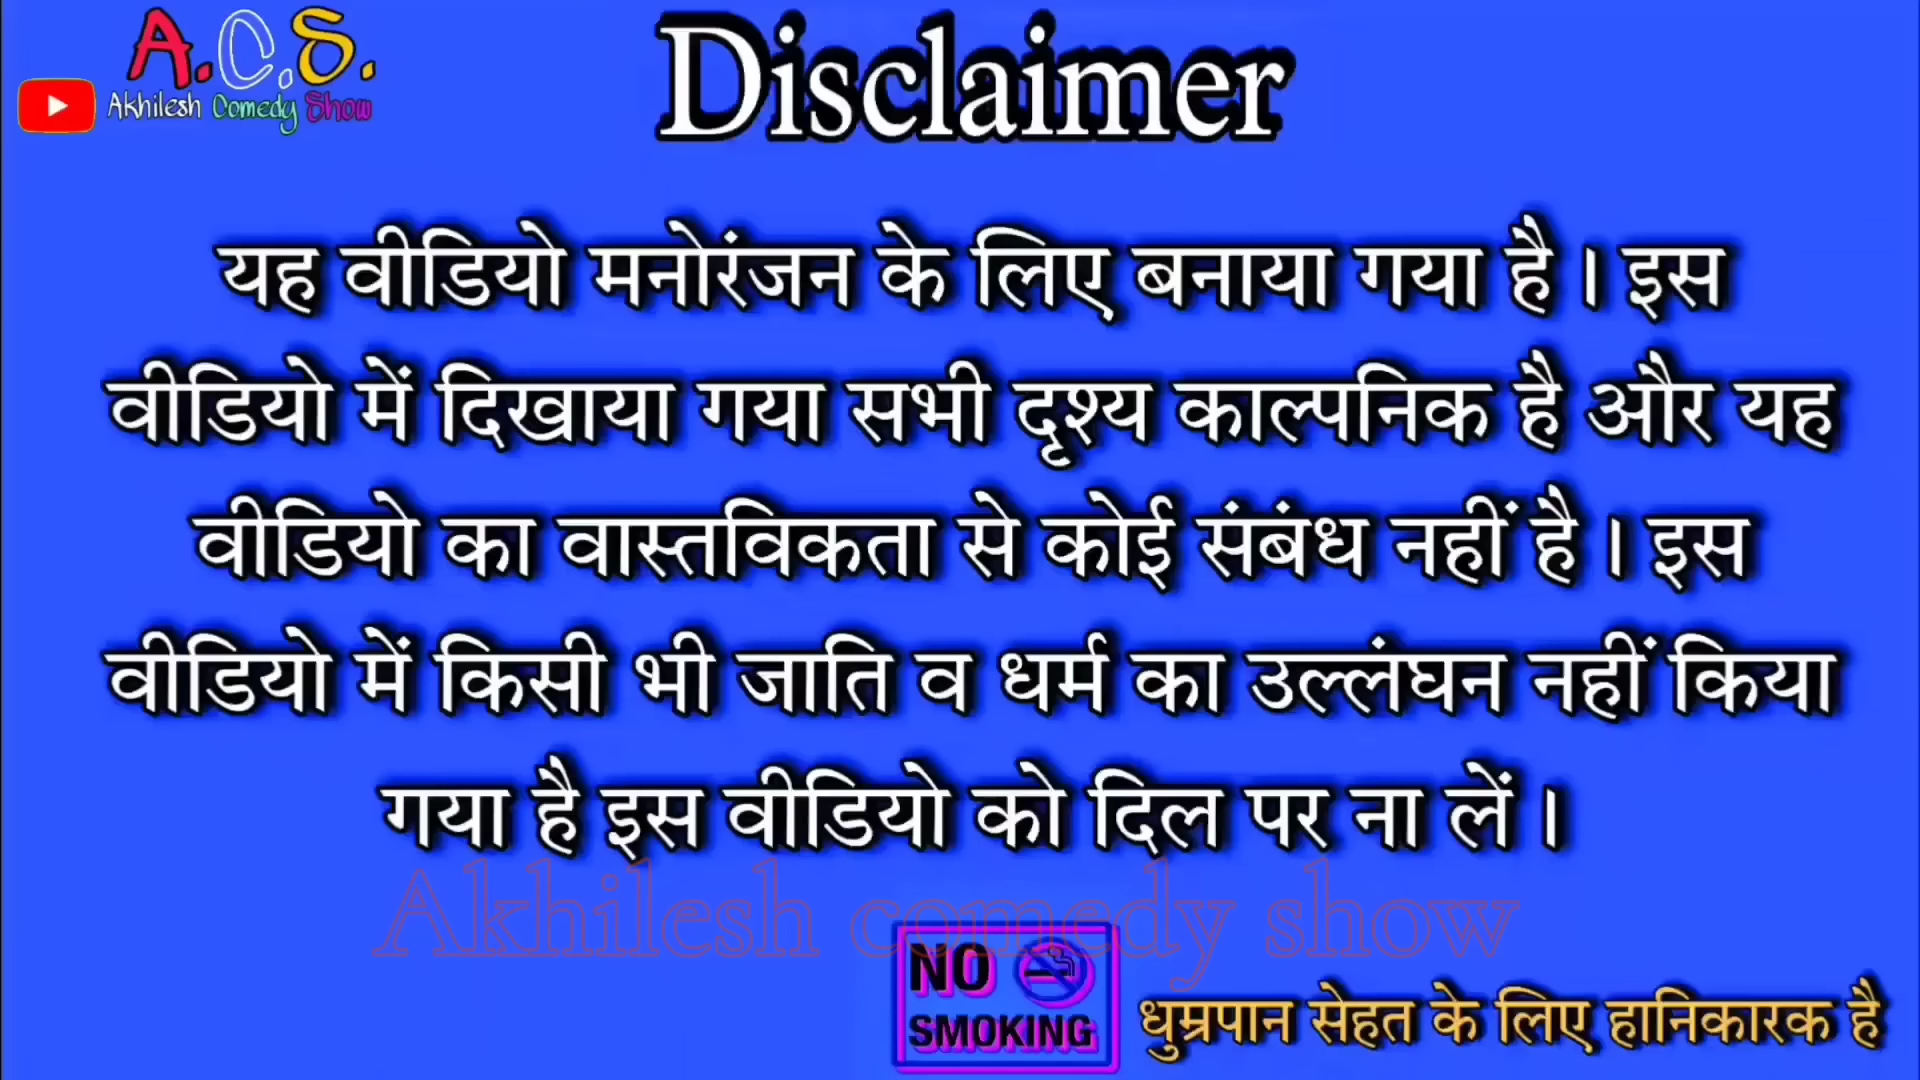 A.C.S.
Akhilesh Comedy Show
Disclaimer
यह वीडियो मनोरंजन के लिए बनाया गया है। इस
वीडियो में दिखाया गया सभी दृश्य काल्पनिक है और यह
वीडियो का वास्तविकता से कोई संबंध नहीं है। इस
वीडियो में किसी भी जाति व धर्म का उल्लंघन नहीं किया
गया है इस वीडियो को दिल पर ना लें।
Akhilesh comedy show
NO
SMOKING
धुम्रपान सेहत के लिए हानिकारक है